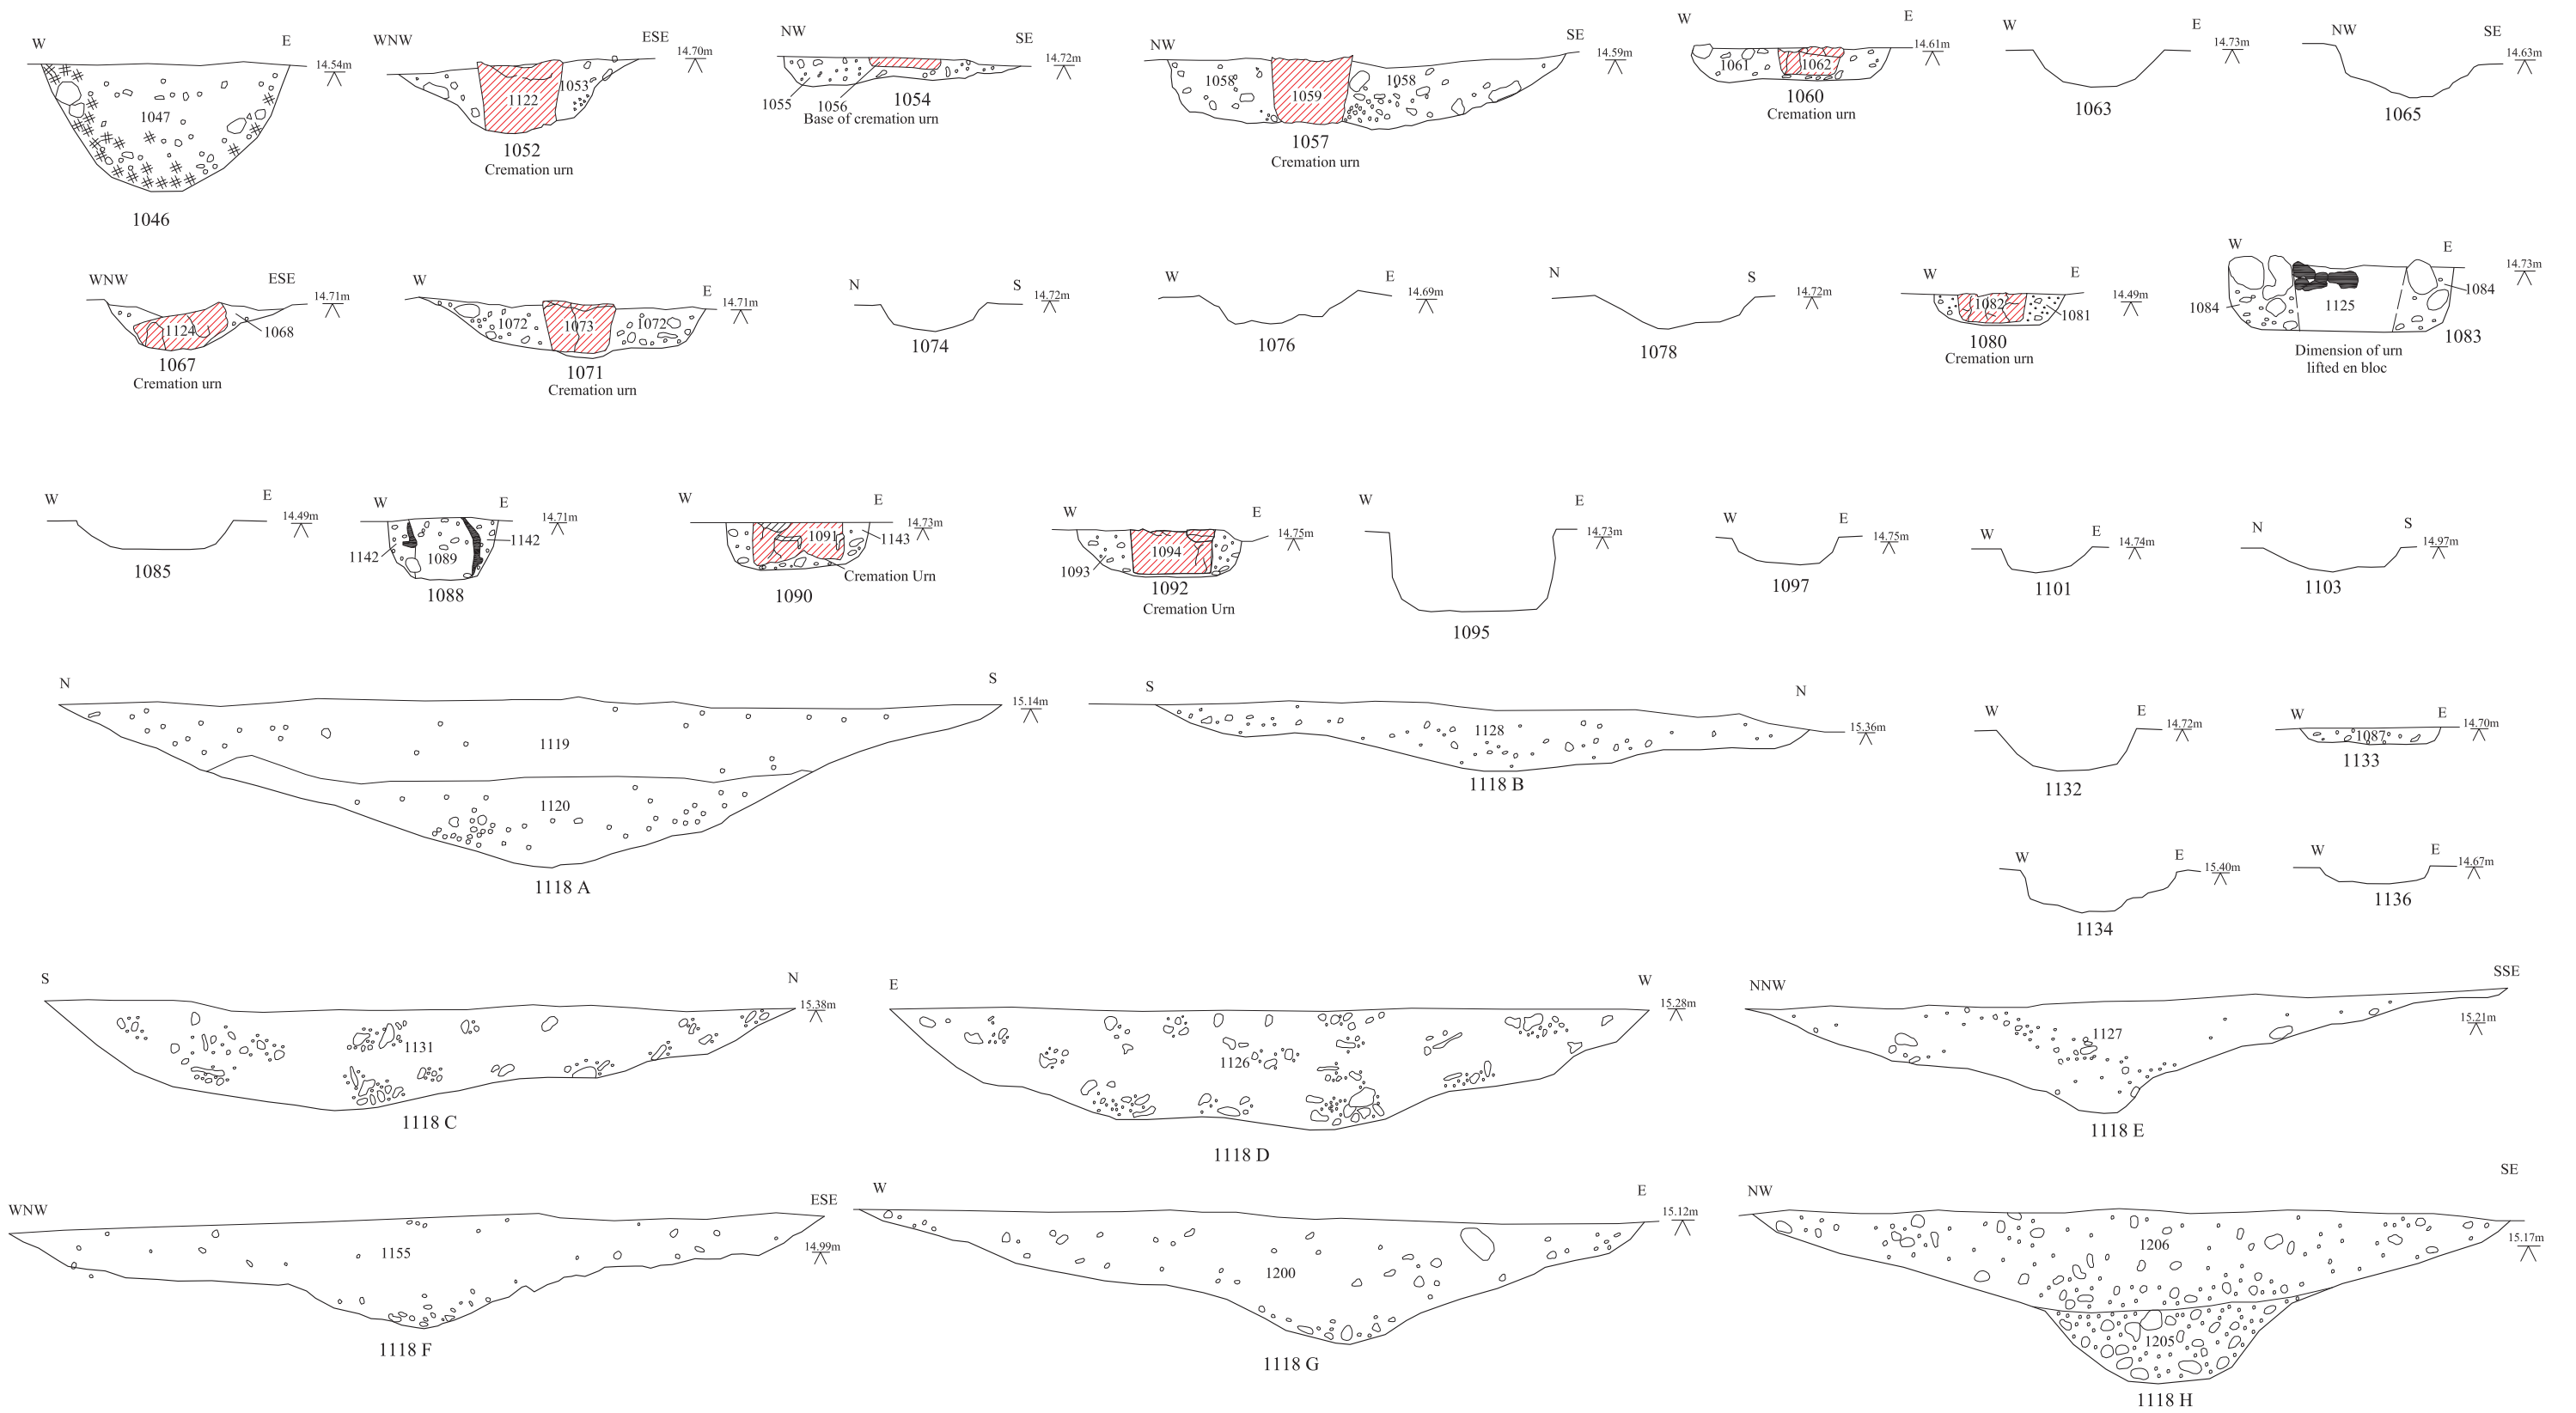 W E 14.54m
1047
1046
WNW ESE 14.70m
1122 1053
1052
Cremation urn
NW SE 14.72m
1055 1056 1054
Base of cremation urn
NW SE 14.59m
1058 1059 1058
1057
Cremation urn
W E 14.61m
1061 1062
1060
Cremation urn
W E 14.73m
1063
NW SE 14.63m
1065
WNW ESE 14.71m
1124 1068
1067
Cremation urn
W E 14.71m
1072 1073 1072
1071
Cremation urn
N S 14.72m
1074
W E 14.69m
1076
N S 14.72m
1078
W E 14.49m
1082 1081
1080
Cremation urn
W E 14.73m
1084 1125 1084
1083
Dimension of urn
lifted en bloc
W E 14.49m
1085
W E 14.71m
1142 1089 1142
1088
W E 14.73m
1091 1143
Cremation Urn
1090
W E 14.75m
1094
1093
1092
Cremation Urn
W E 14.73m
1095
W E 14.75m
1097
W E 14.74m
1101
N S 14.97m
1103
N S 15.14m
1119
1120
1118 A
S N 15.36m
1128
1118 B
W E 14.72m
1132
W E 14.70m
1087
1133
W E 15.40m
1134
W E 14.67m
1136
S N 15.38m
1131
1118 C
E W 15.28m
1126
1118 D
NNW SSE 15.21m
1127
1118 E
WNW ESE 14.99m
1155
1118 F
W E 15.12m
1200
1118 G
NW SE 15.17m
1206
1205
1118 H